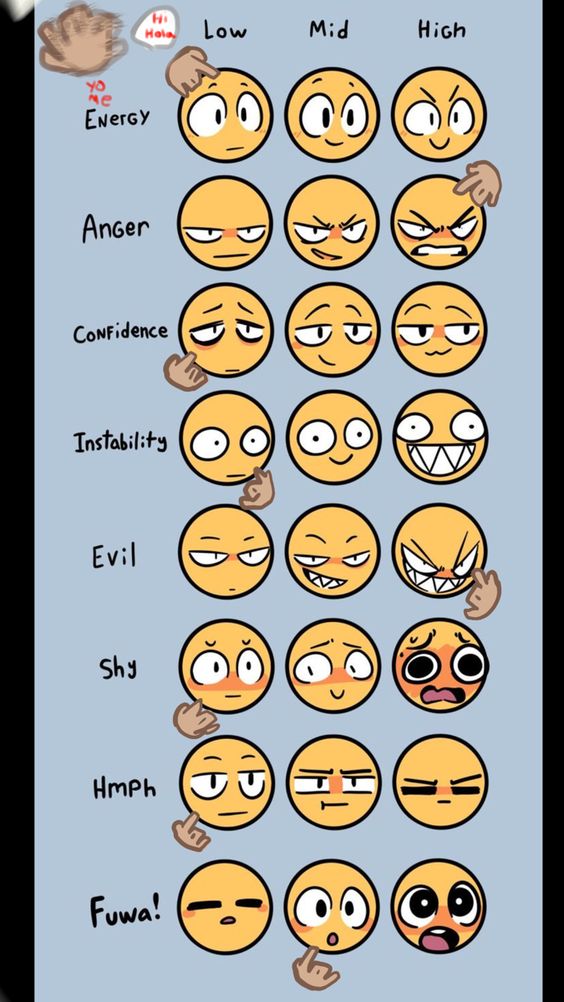 Hi
Hola
Low Mid High
yo
me
Energy
Anger
Confidence
Instability
Evil
Shy
Hmph
Fuwa!